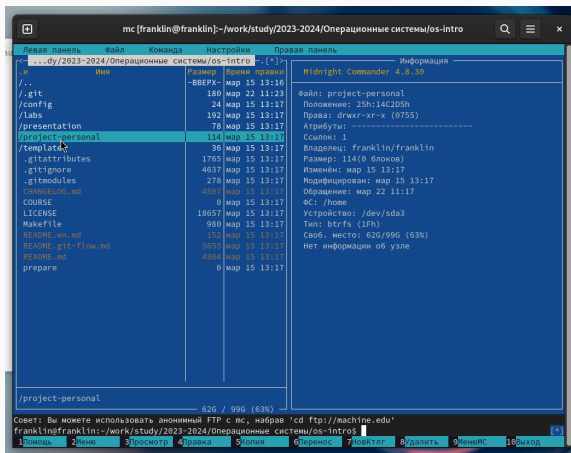 mc [franklin@franklin]:~/work/study/2023-2024/Операционные системы/os-intro
Левая панель Файл Команда Настройки Правая панель
<— ...dy/2023-2024/Операционные системы/os-intro —.[^]>
.и Имя Размер Время правки
/.. -ВВЕРХ- мар 15 13:16
/.git 180 мар 22 11:23
/config 24 мар 15 13:17
/labs 192 мар 15 13:17
/presentation 78 мар 15 13:17
/project-personal 114 мар 15 13:17
/template 36 мар 15 13:17
.gitattributes 1765 мар 15 13:17
.gitignore 4637 мар 15 13:17
.gitmodules 278 мар 15 13:17
CHANGELOG.md 4507 мар 15 13:17
COURSE 0 мар 15 13:17
LICENSE 18657 мар 15 13:17
Makefile 980 мар 15 13:17
README.en.md 152 мар 15 13:17
README.git-flow.md 5653 мар 15 13:17
README.md 4304 мар 15 13:17
prepare 0 мар 15 13:17
/project-personal
62G / 99G (63%)
Информация
Midnight Commander 4.8.30
Файл: project-personal
Положение: 25h:14C2D5h
Права: drwxr-xr-x (0755)
Атрибуты: ------------------------
Ссылок: 1
Владелец: franklin/franklin
Размер: 114(0 блоков)
Изменён: мар 15 13:17
Модифицирован: мар 15 13:17
Обращение: мар 22 11:17
ФС: /home
Устройство: /dev/sda3
Тип: btrfs (1Fh)
Своб. место: 62G/99G (63%)
Нет информации об узле
Совет: Вы можете использовать анонимный FTP с mc, набрав 'cd ftp://machine.edu'
franklin@franklin:~/work/study/2023-2024/Операционные системы/os-intro$ [^]
1Помощь 2Меню 3Просмотр 4Правка 5Копия 6Перенос 7НовКтлг 8Удалить 9МенюMC 10Выход